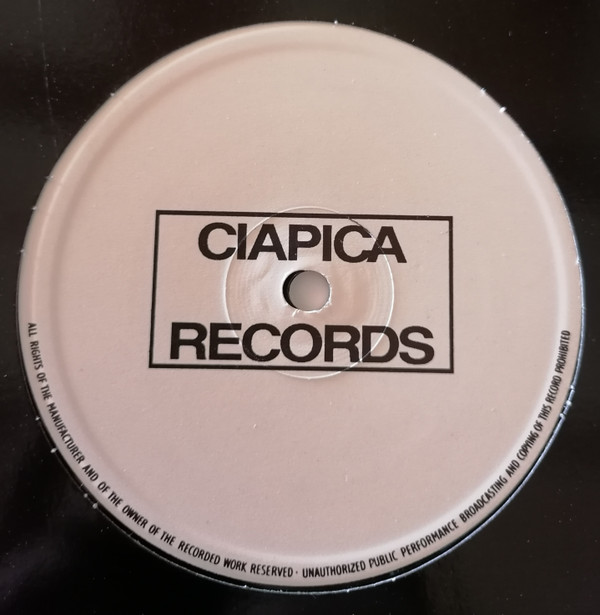 CIAPICA
RECORDS
ALL RIGHTS OF THE MANUFACTURER AND OF THE OWNER OF THE RECORDED WORK RESERVED · UNAUTHORIZED PUBLIC PERFORMANCE BROADCASTING AND COPYING OF THIS RECORD PROHIBITED